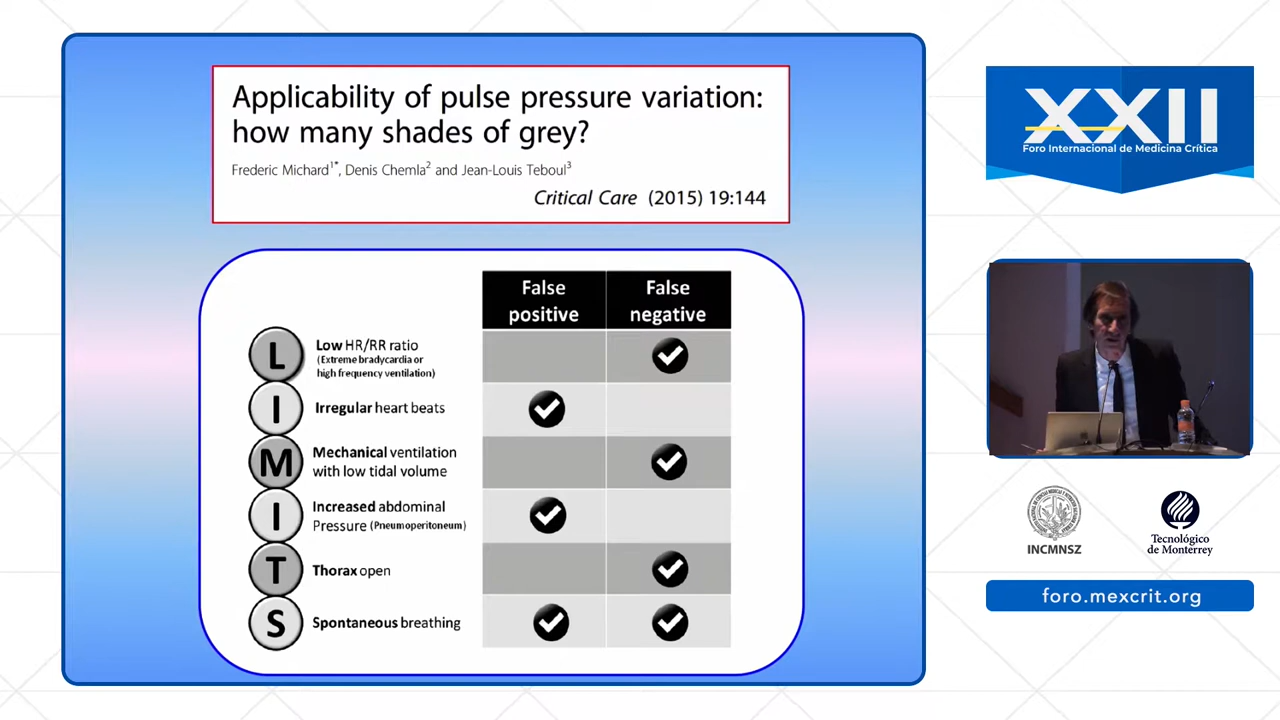 Applicability of pulse pressure variation:
how many shades of grey?
Frederic Michard1*, Denis Chemla2 and Jean-Louis Teboul3
Critical Care (2015) 19:144
False positive
False negative
L
Low HR/RR ratio
(Extreme bradycardia or
high frequency ventilation)
I
Irregular heart beats
M
Mechanical ventilation
with low tidal volume
I
Increased abdominal
Pressure (Pneumoperitoneum)
T
Thorax open
S
Spontaneous breathing
XXII
Foro Internacional de Medicina Crítica
INCMNSZ
Tecnológico
de Monterrey
foro.mexcrit.org